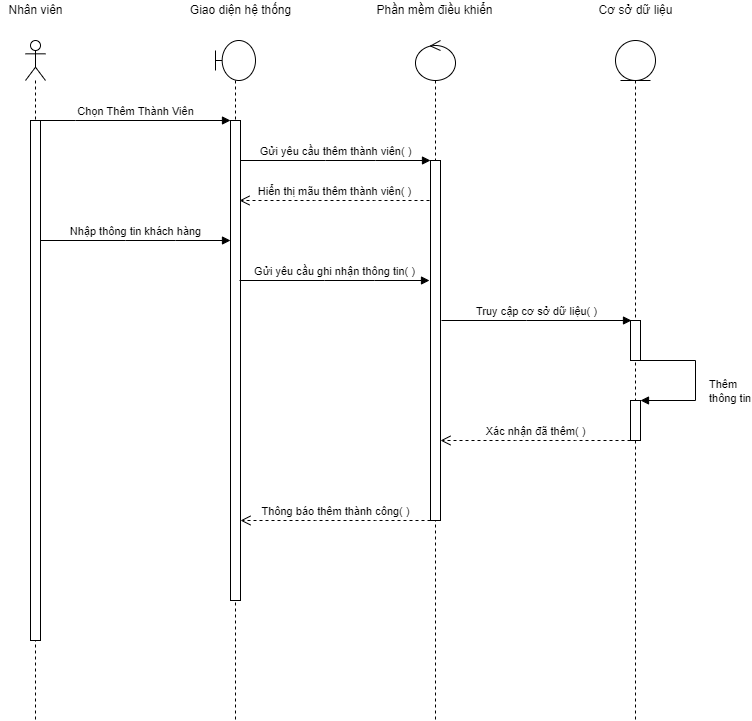 Nhân viên
Giao diện hệ thống
Phần mềm điều khiển
Cơ sở dữ liệu
Chọn Thêm Thành Viên
Gửi yêu cầu thêm thành viên( )
Hiển thị mãu thêm thành viên( )
Nhập thông tin khách hàng
Gửi yêu cầu ghi nhận thông tin( )
Truy cập cơ sở dữ liệu( )
Thêm
thông tin
Xác nhận đã thêm( )
Thông báo thêm thành công( )